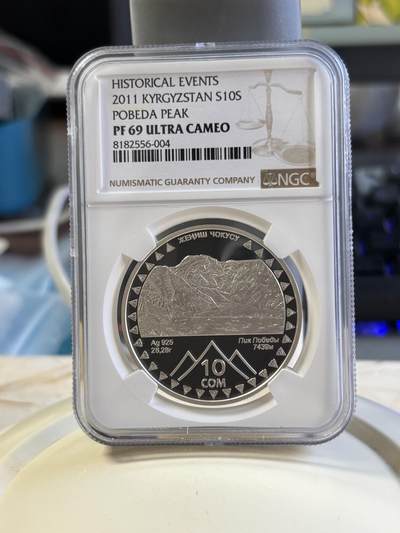 HISTORICAL EVENTS
2011 KYRGYZSTAN S10S
POBEDA PEAK
PF 69 ULTRA CAMEO
8182556-004
NUMISMATIC GUARANTY COMPANY
NGC
ЖЕҢИШ ЧОКУСУ
Ag 925
28,28г
Пик Победы
7439м
10
СОМ